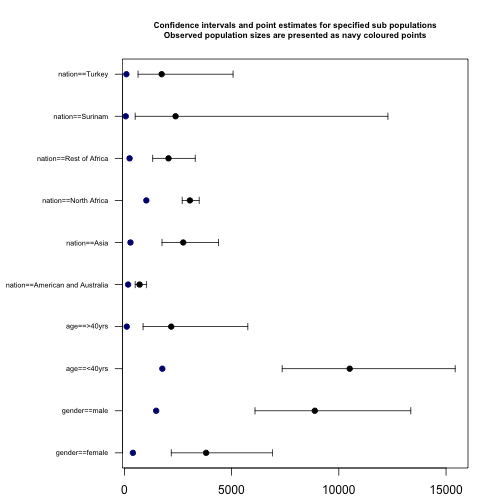 Confidence intervals and point estimates for specified sub populations
Observed population sizes are presented as navy coloured points
nation==Turkey
nation==Surinam
nation==Rest of Africa
nation==North Africa
nation==Asia
nation==American and Australia
age==>40yrs
age==<40yrs
gender==male
gender==female
0 5000 10000 15000